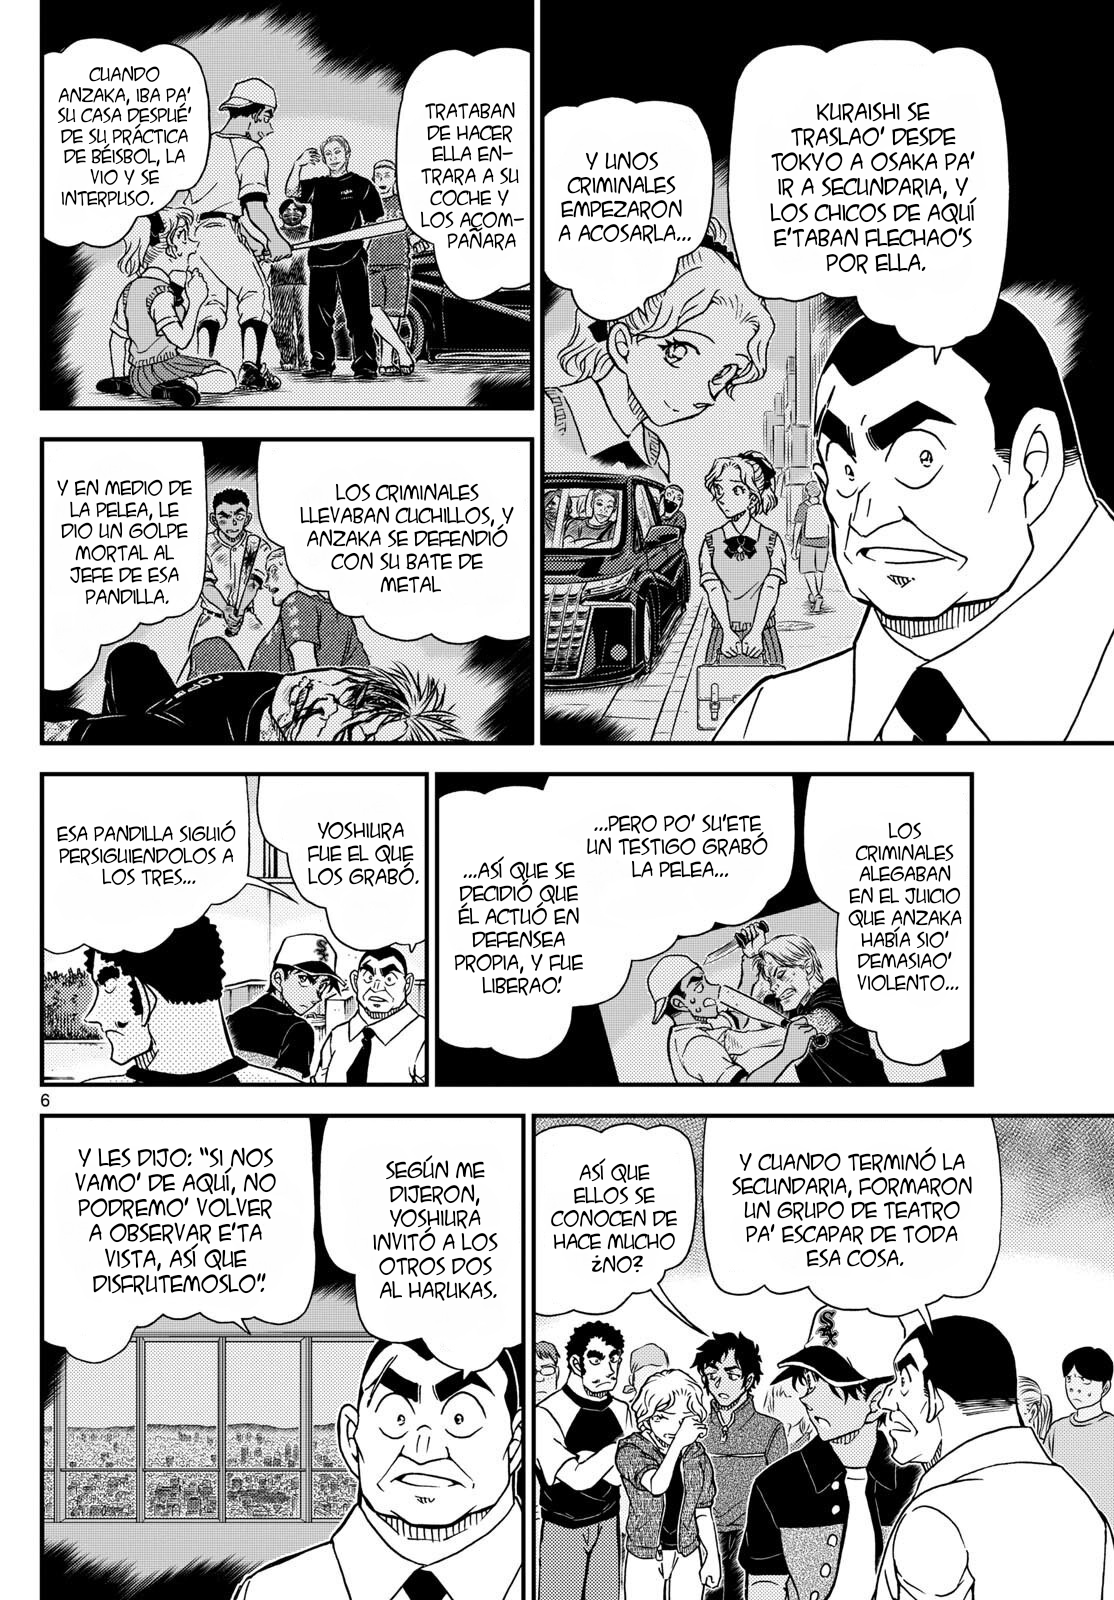 KURAISHI SE
TRASLAO' DESDE
TOKYO A OSAKA PA'
IR A SECUNDARIA, Y
LOS CHICOS DE AQUÍ
E'TABAN FLECHAO'S
POR ELLA.
Y UNOS
CRIMINALES
EMPEZARON
A ACOSARLA...
TRATABAN
DE HACER
ELLA EN-
TRARA A SU
COCHE Y
LOS ACOM-
PAÑARA
CUANDO
ANZAKA, IBA PA'
SU CASA DESPUÉ'
DE SU PRÁCTICA
DE BÉISBOL, LA
VIO Y SE
INTERPUSO.
LOS CRIMINALES
LLEVABAN CUCHILLOS, Y
ANZAKA SE DEFENDIÓ
CON SU BATE DE
METAL
Y EN MEDIO DE
LA PELEA, LE
DIO UN GOLPE
MORTAL AL
JEFE DE ESA
PANDILLA.
LOS
CRIMINALES
ALEGABAN
EN EL JUICIO
QUE ANZAKA
HABÍA SIO'
DEMASIAO'
VIOLENTO...
...PERO PO' SU'ETE
UN TESTIGO GRABÓ
LA PELEA...
...ASÍ QUE SE
DECIDIÓ QUE
ÉL ACTUÓ EN
DEFENSEA
PROPIA, Y FUE
LIBERAO'.
YOSHIURA
FUE EL QUE
LOS GRABÓ.
ESA PANDILLA SIGUIÓ
PERSIGUIENDOLOS A
LOS TRES...
SX
6
Y CUANDO TERMINÓ LA
SECUNDARIA, FORMARON
UN GRUPO DE TEATRO
PA' ESCAPAR DE TODA
ESA COSA.
ASÍ QUE
ELLOS SE
CONOCEN DE
HACE MUCHO
¿NO?
SOX
SEGÚN ME
DIJERON,
YOSHIURA
INVITÓ A LOS
OTROS DOS
AL HARUKAS.
Y LES DIJO: "SI NOS
VAMO' DE AQUÍ, NO
PODREMO' VOLVER
A OBSERVAR E'TA
VISTA, ASÍ QUE
DISFRUTEMOSLO".